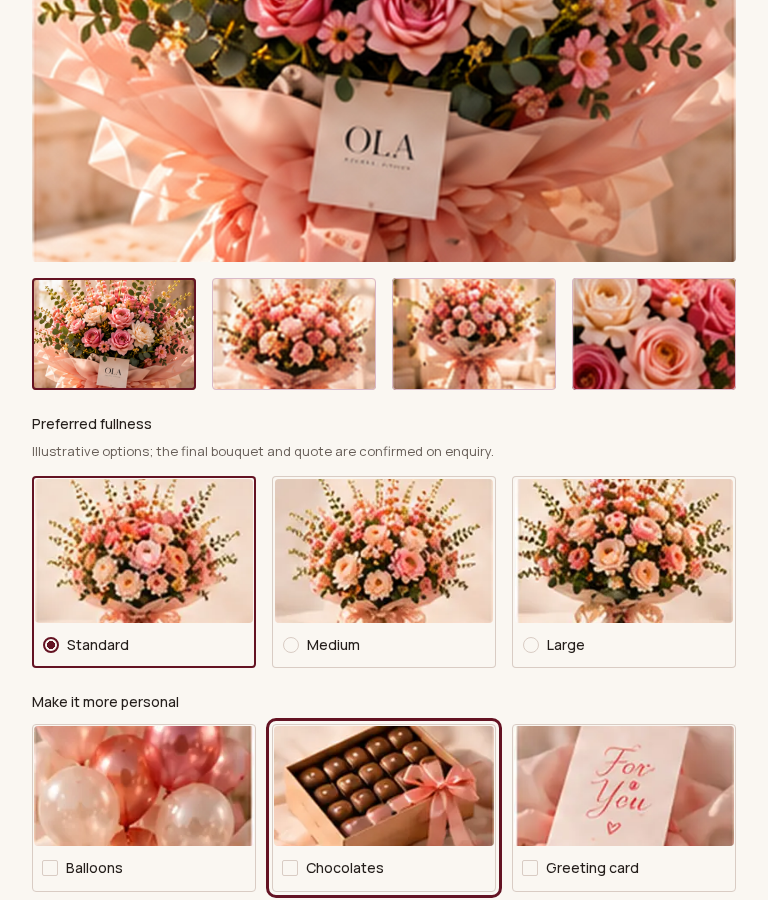 OLA
OLA
Preferred fullness
Illustrative options; the final bouquet and quote are confirmed on enquiry.
Standard
Medium
Large
Make it more personal
For
You
Balloons
Chocolates
Greeting card